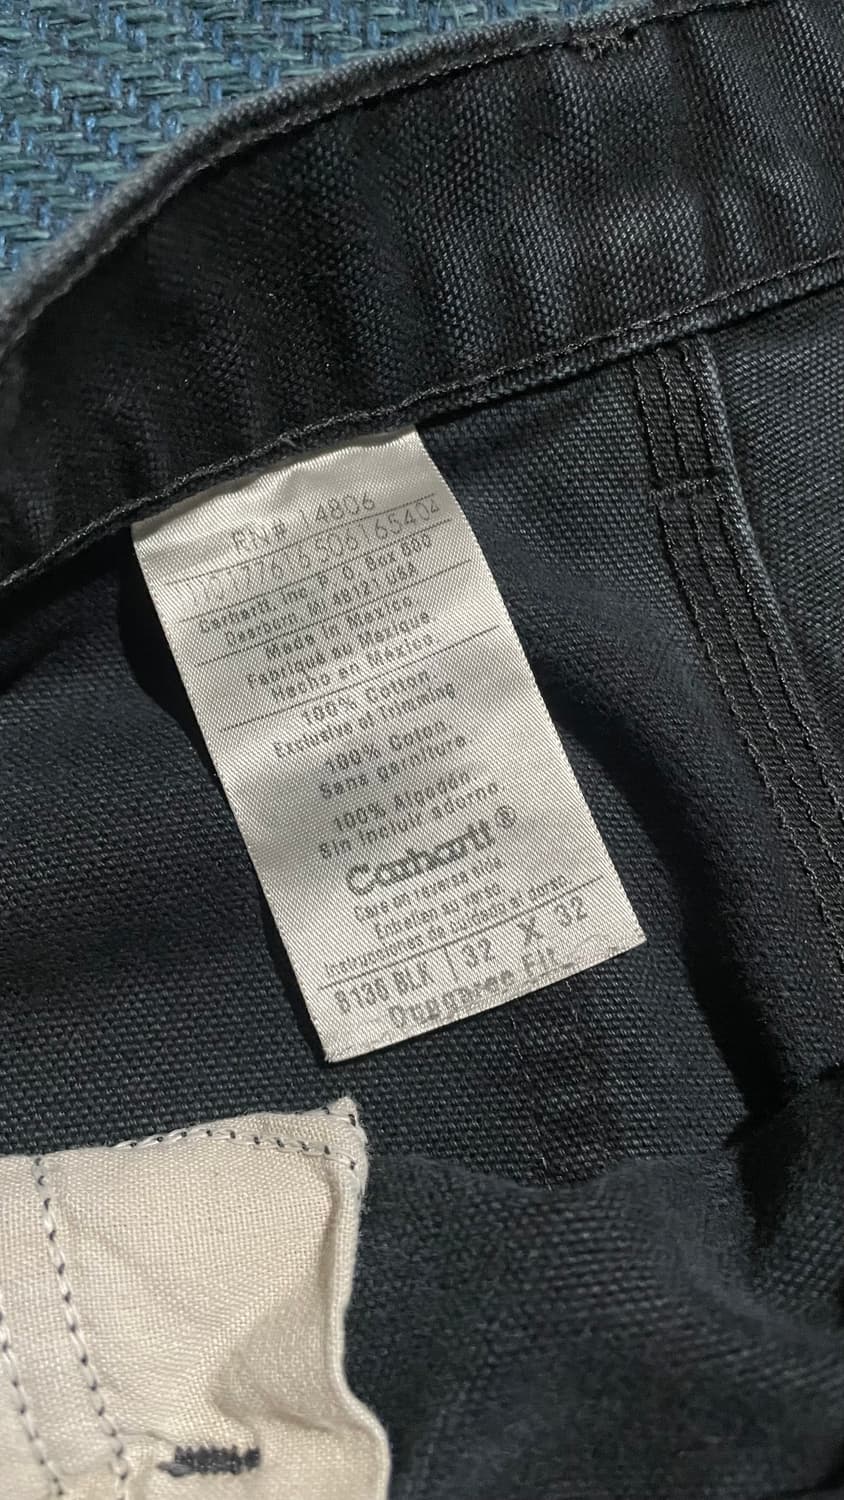 RN# 14806
Carhartt, Inc. P. O. Box 600
Dearborn, MI 48121 USA
Made in Mexico
Fabriqué au Mexique.
Hecho en México.
100% Cotton
Exclusive of Trimming
100% Coton.
Sans garniture.
100% Algodón.
Sin incluir adorno.
Carhartt®
Care on reverse side
Entretien au verso.
Instrucciones de cuidado al dorso.
B136 BLK | 32 X 32
Dungaree Fit